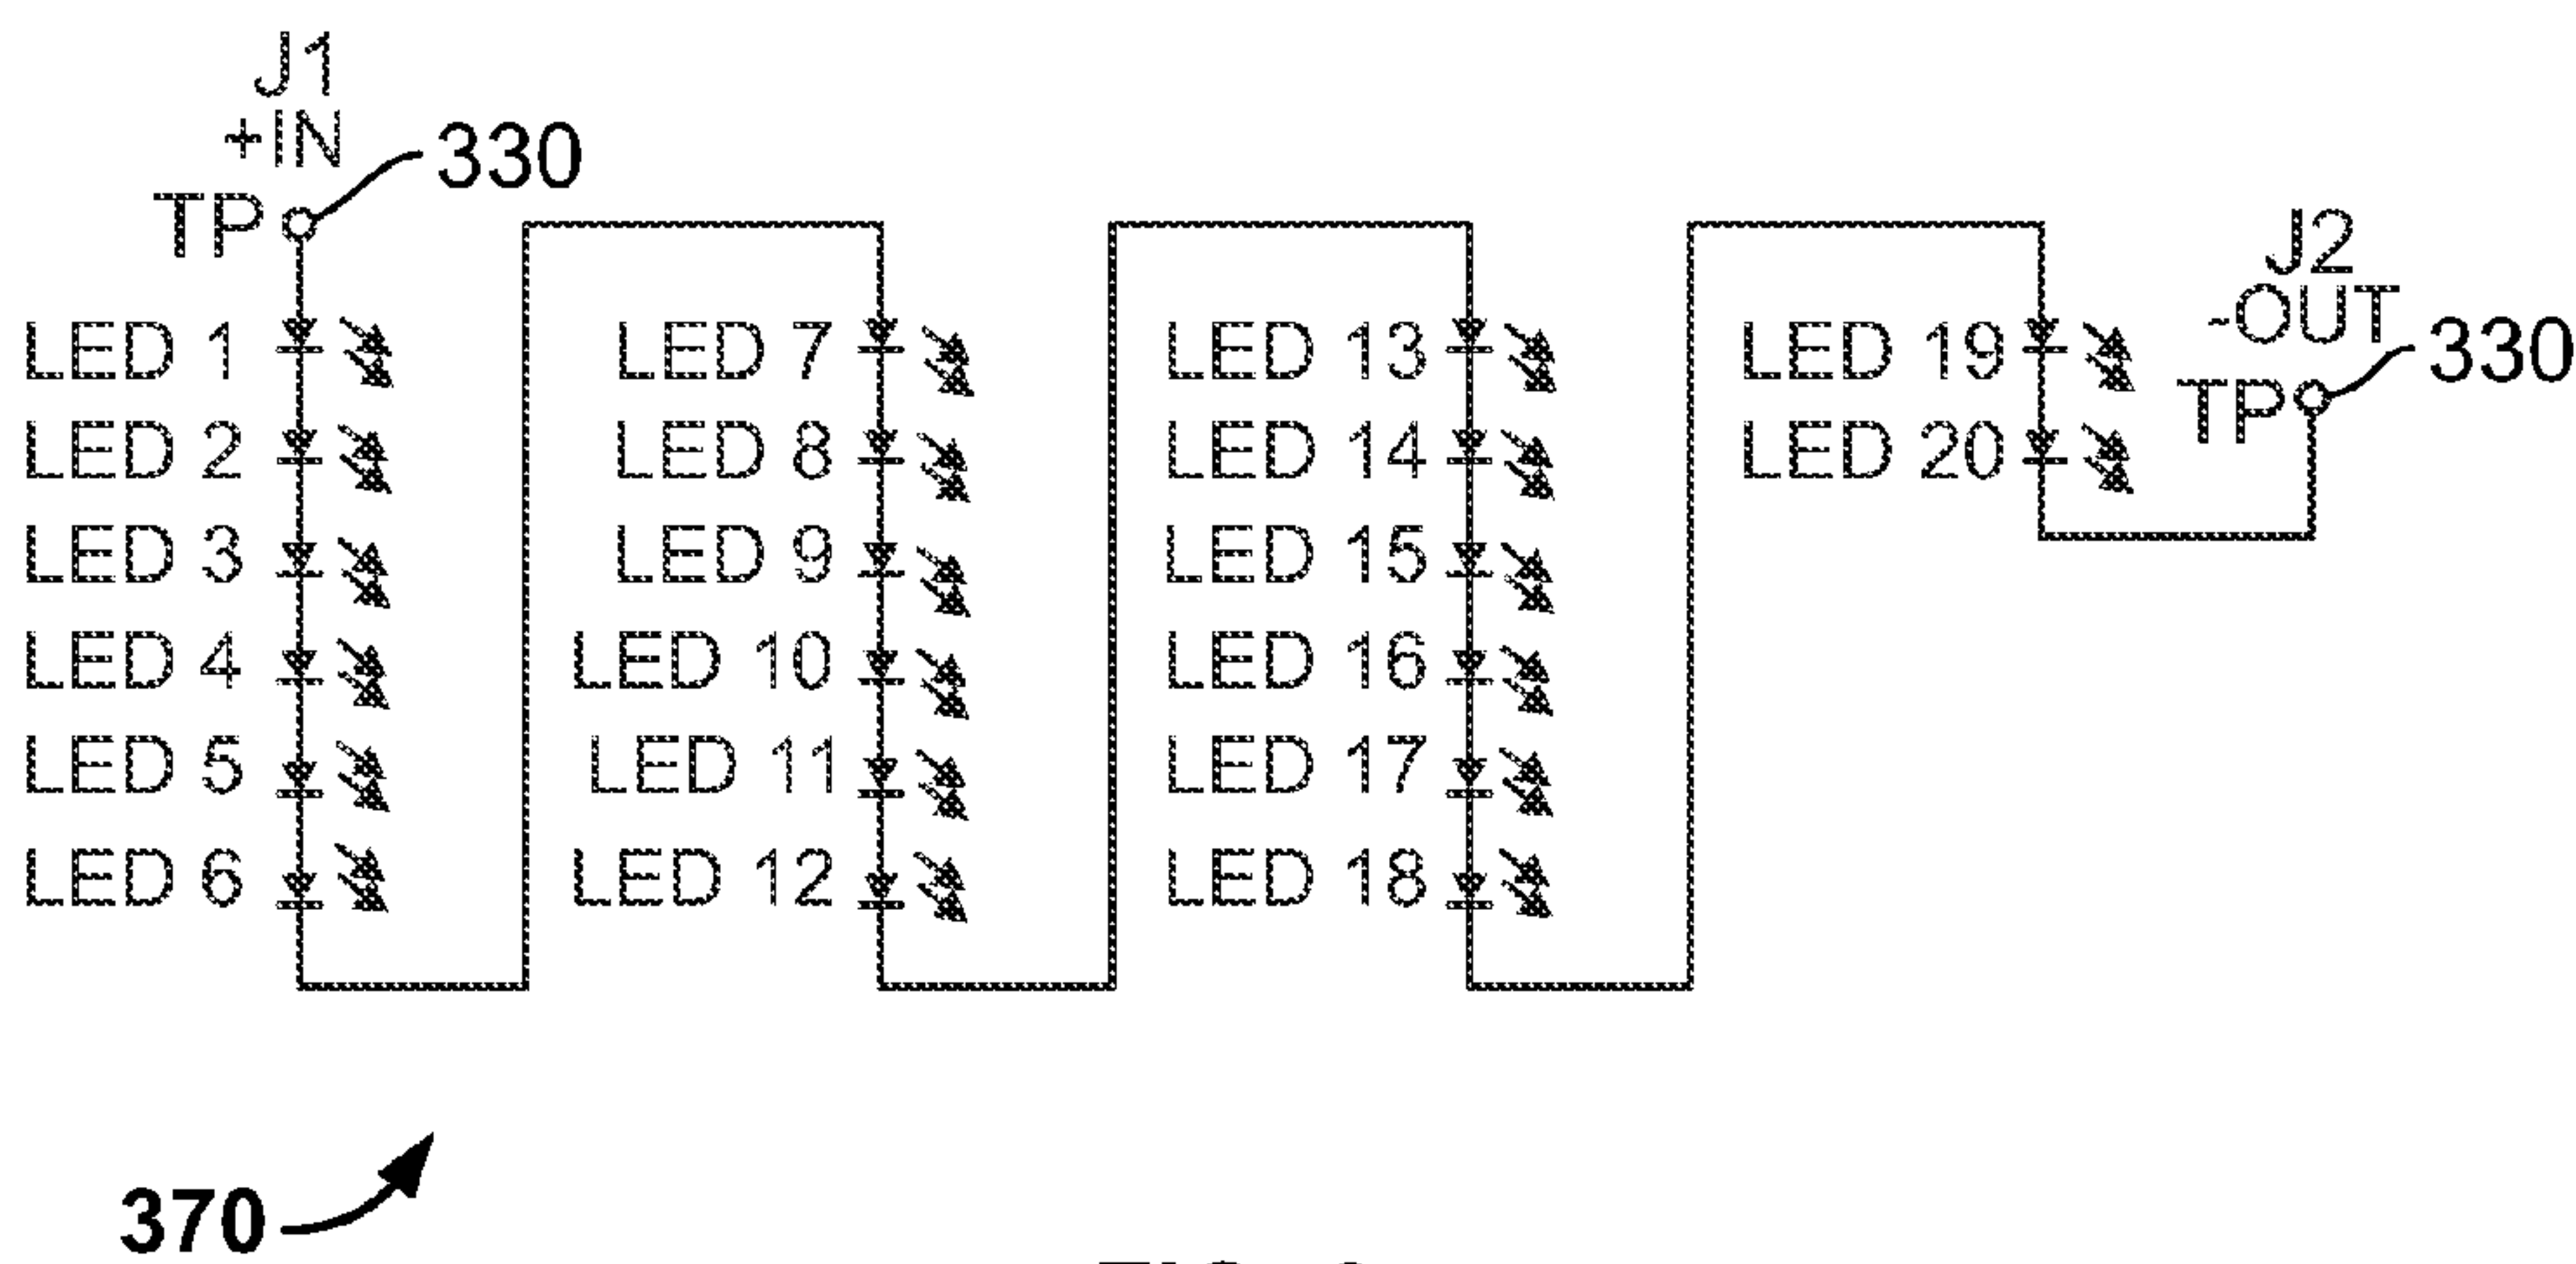 J1
+IN
330
TP
J2
-OUT
330
TP
LED 1
LED 2
LED 3
LED 4
LED 5
LED 6
LED 7
LED 8
LED 9
LED 10
LED 11
LED 12
LED 13
LED 14
LED 15
LED 16
LED 17
LED 18
LED 19
LED 20
370